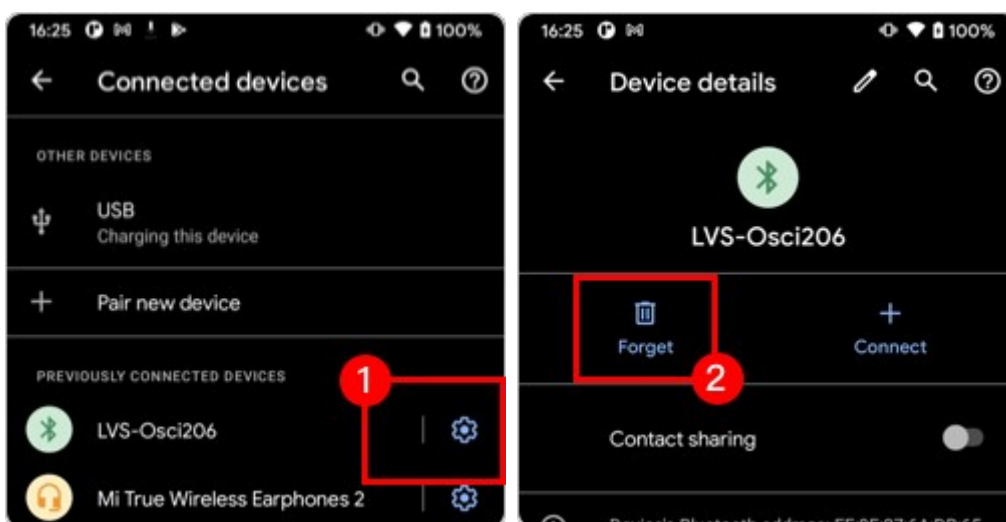 16:25
100%
Connected devices
OTHER DEVICES
USB
Charging this device
Pair new device
PREVIOUSLY CONNECTED DEVICES
1
LVS-Osci206
Mi True Wireless Earphones 2
16:25
100%
Device details
LVS-Osci206
Forget
Connect
2
Contact sharing